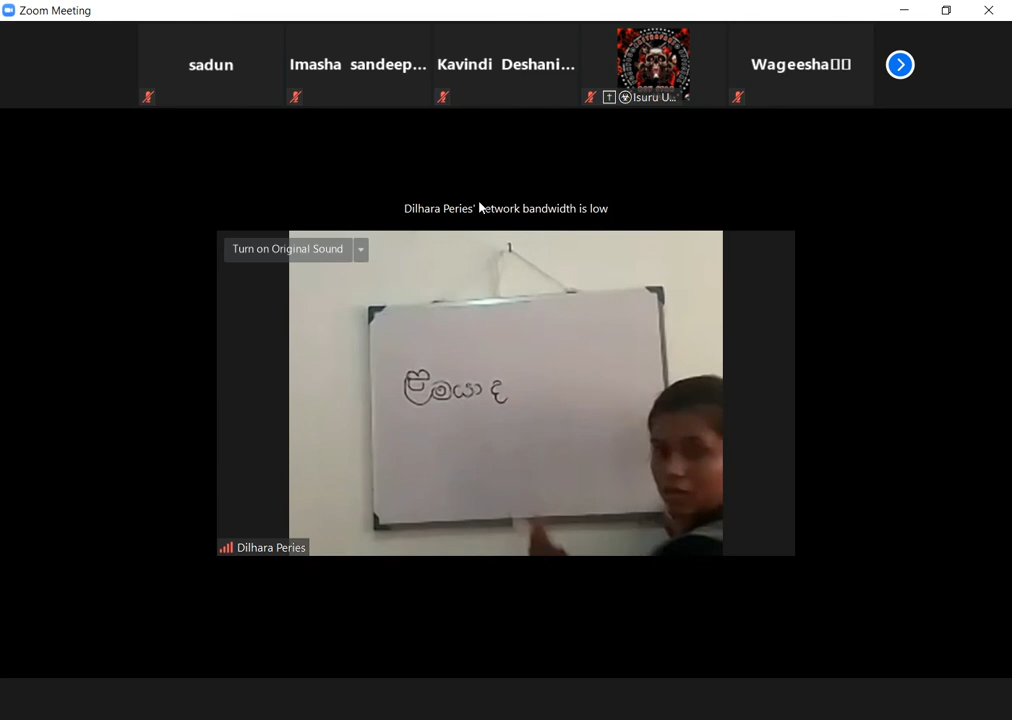 Zoom Meeting
sadun
Imasha sandeep...
Kavindi Deshani...
Isuru U...
Wageesha▯▯
Dilhara Peries' network bandwidth is low
Turn on Original Sound
ළමයා ද
Dilhara Peries